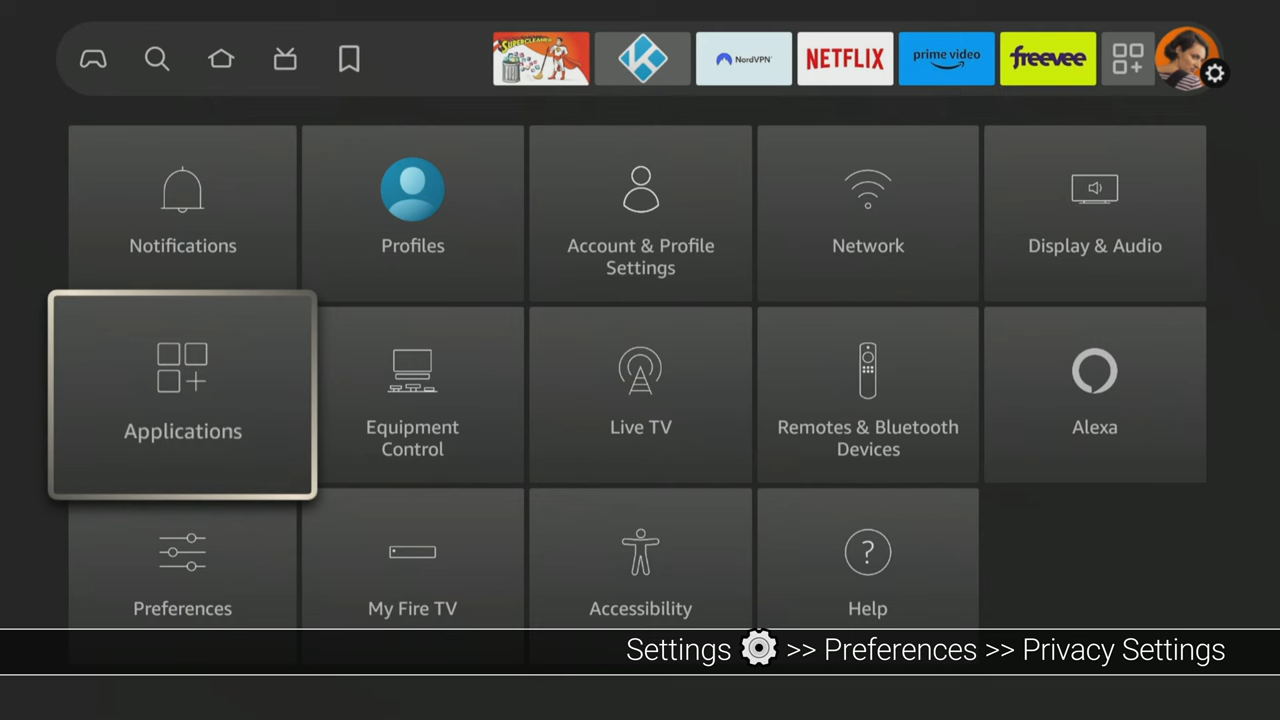 SUPERCLEANER
NordVPN
NETFLIX
prime video
freevee
Notifications
Profiles
Account & Profile
Settings
Network
Display & Audio
Applications
Equipment
Control
Live TV
Remotes & Bluetooth
Devices
Alexa
Preferences
My Fire TV
Accessibility
Help
Settings >> Preferences >> Privacy Settings